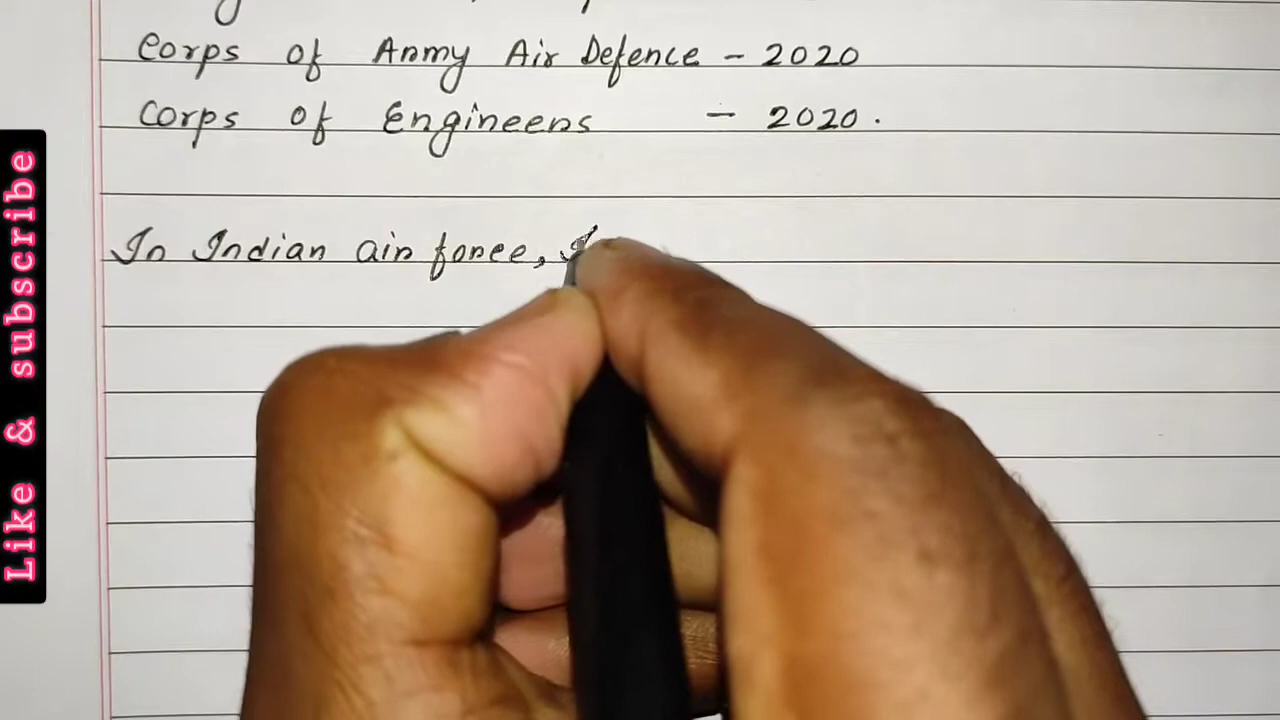 Corps of Army Air Defence - 2020
Corps of Engineers - 2020.
In Indian air force,
Like & subscribe